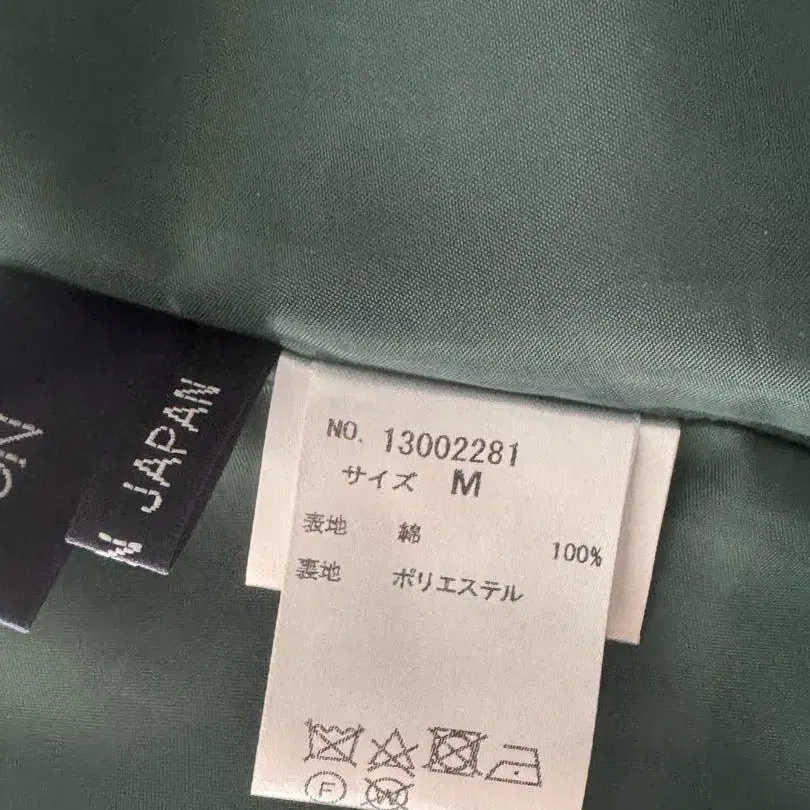 JAPAN
NO. 13002281
サイズ M
表地 綿 100%
裏地 ポリエステル
F
W